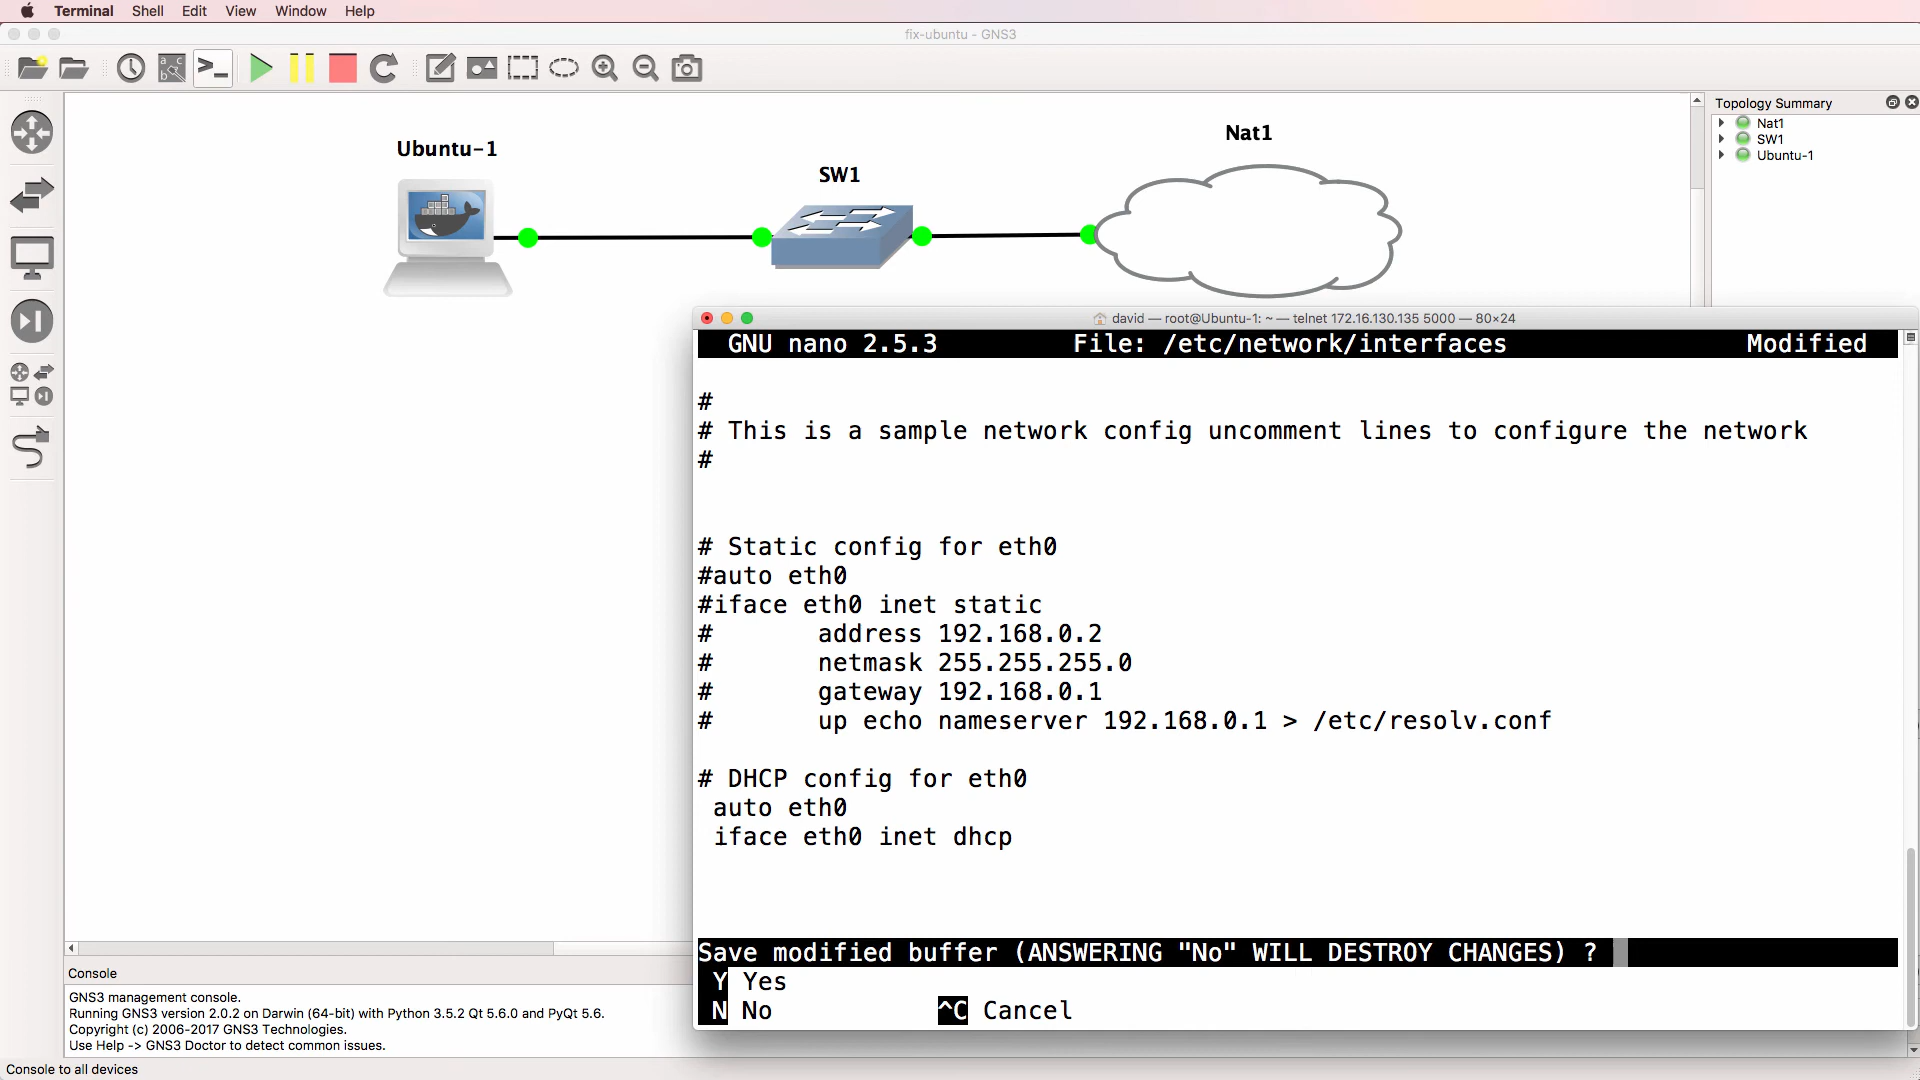 Terminal Shell Edit View Window Help
fix-ubuntu - GNS3
Topology Summary
Nat1
SW1
Ubuntu-1
Ubuntu-1
SW1
Nat1
david — root@Ubuntu-1: ~ — telnet 172.16.130.135 5000 — 80×24
GNU nano 2.5.3 File: /etc/network/interfaces Modified
#
# This is a sample network config uncomment lines to configure the network
#
# Static config for eth0
#auto eth0
#iface eth0 inet static
# address 192.168.0.2
# netmask 255.255.255.0
# gateway 192.168.0.1
# up echo nameserver 192.168.0.1 > /etc/resolv.conf
# DHCP config for eth0
auto eth0
iface eth0 inet dhcp
Save modified buffer (ANSWERING "No" WILL DESTROY CHANGES) ?
Y Yes
N No ^C Cancel
Console
GNS3 management console.
Running GNS3 version 2.0.2 on Darwin (64-bit) with Python 3.5.2 Qt 5.6.0 and PyQt 5.6.
Copyright (c) 2006-2017 GNS3 Technologies.
Use Help -> GNS3 Doctor to detect common issues.
Console to all devices